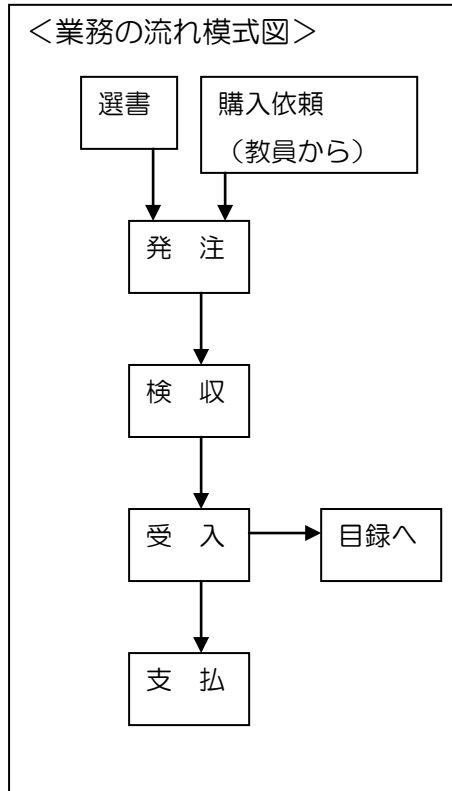 ＜業務の流れ模式図＞
選書
購入依頼
（教員から）
発　注
検　収
受　入
目録へ
支　払